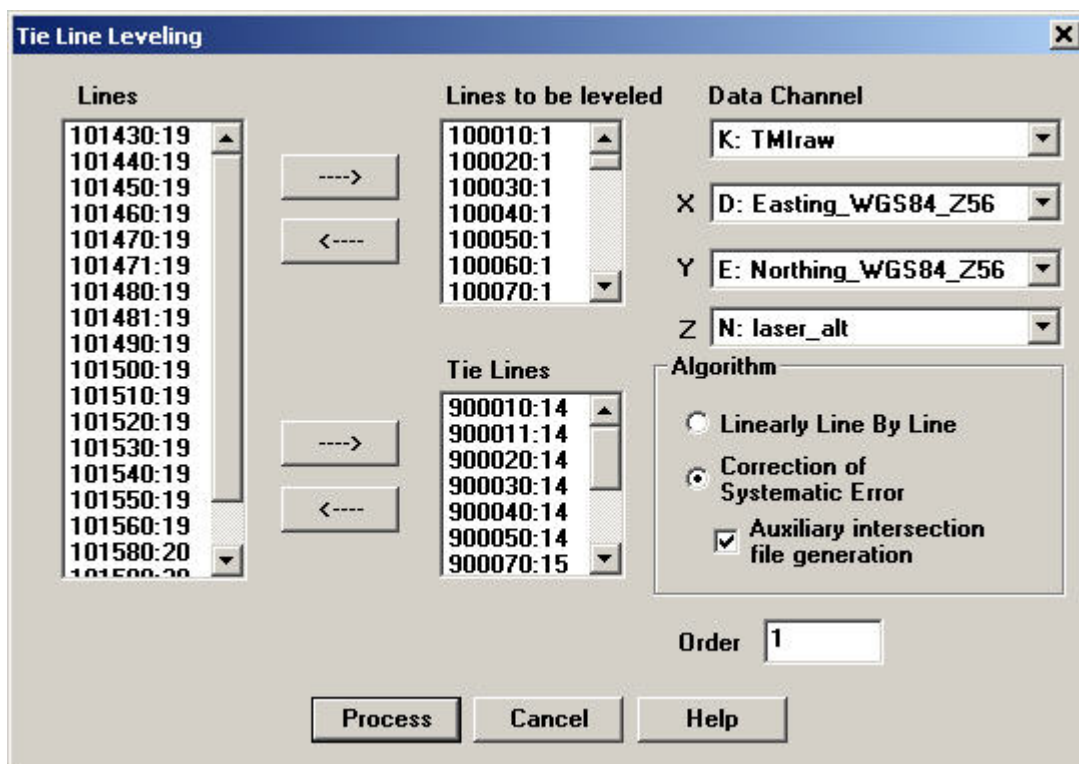 Tie Line Leveling
Lines
101430:19
101440:19
101450:19
101460:19
101470:19
101471:19
101480:19
101481:19
101490:19
101500:19
101510:19
101520:19
101530:19
101540:19
101550:19
101560:19
101580:20
---->
<----
---->
<----
Lines to be leveled
100010:1
100020:1
100030:1
100040:1
100050:1
100060:1
100070:1
Tie Lines
900010:14
900011:14
900020:14
900030:14
900040:14
900050:14
900070:15
Data Channel
K: TMIraw
X D: Easting_WGS84_Z56
Y E: Northing_WGS84_Z56
Z N: laser_alt
Algorithm
Linearly Line By Line
Correction of
Systematic Error
Auxiliary intersection
file generation
Order 1
Process Cancel Help